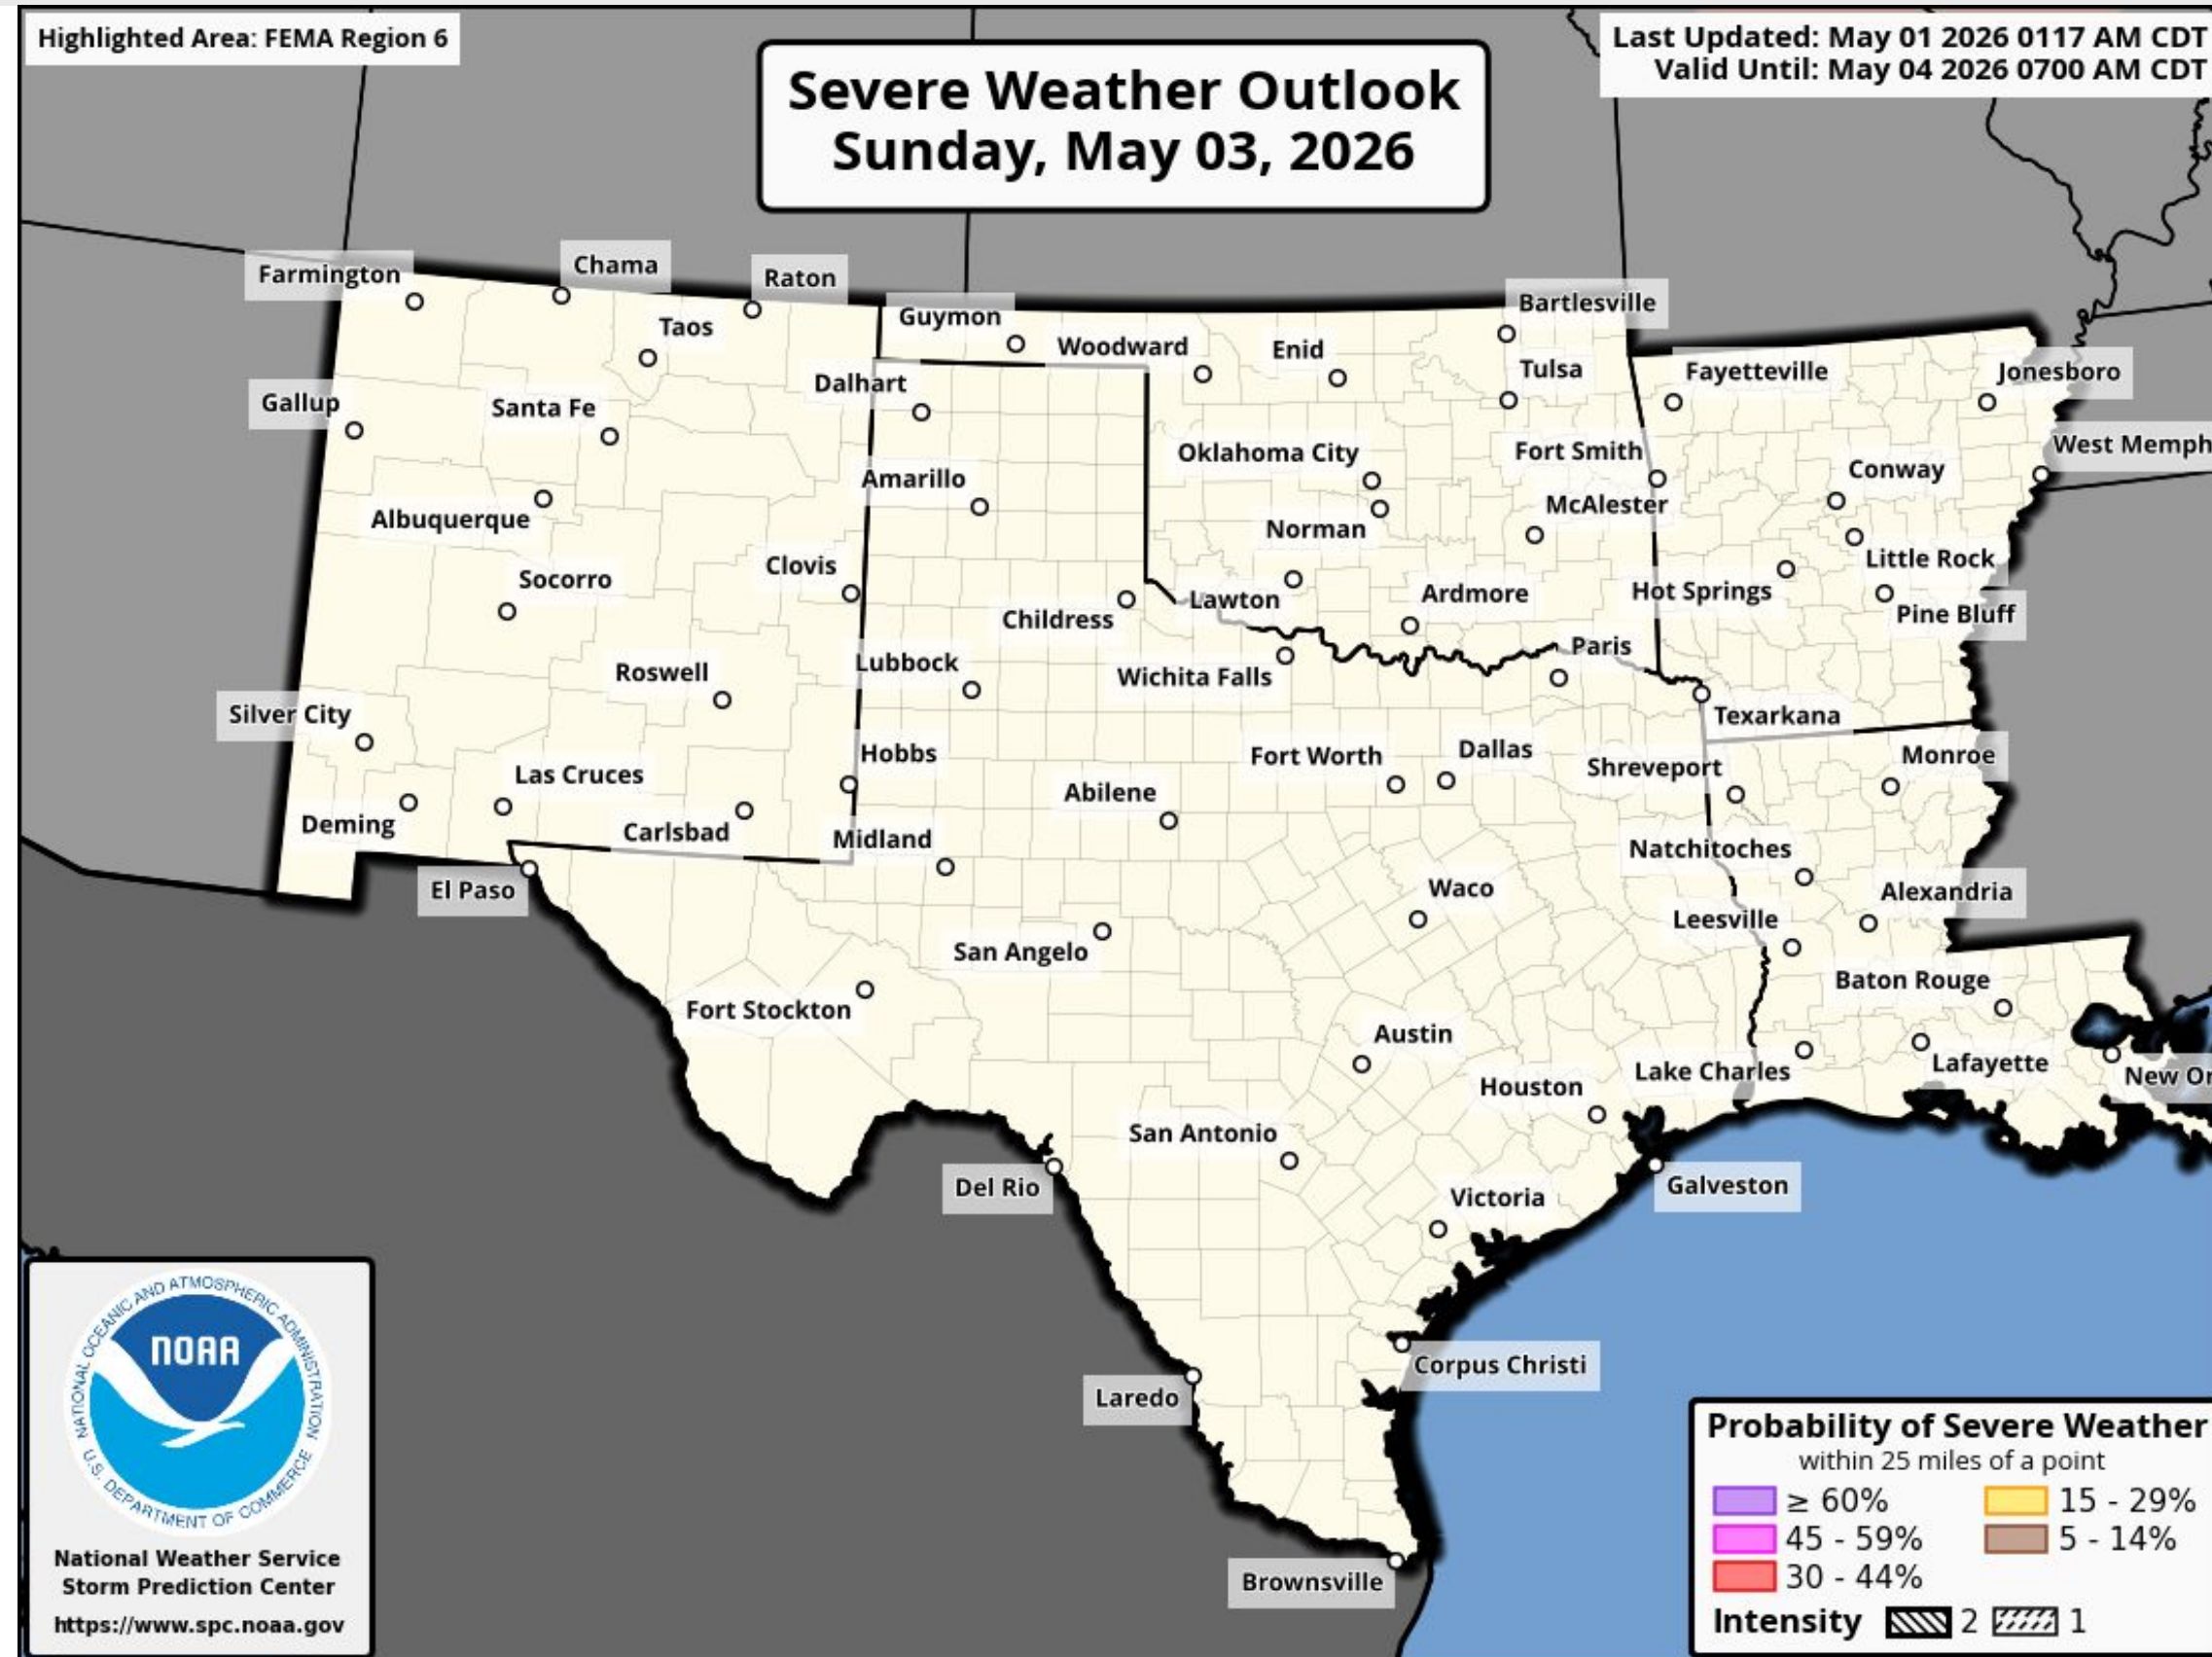 Highlighted Area: FEMA Region 6
Severe Weather Outlook
Sunday, May 03, 2026
Last Updated: May 01 2026 0117 AM CDT
Valid Until: May 04 2026 0700 AM CDT
Farmington
Chama
Raton
Taos
Guymon
Woodward
Enid
Bartlesville
Tulsa
Fayetteville
Jonesboro
Gallup
Santa Fe
Dalhart
Albuquerque
Amarillo
Oklahoma City
Norman
Fort Smith
McAlester
Conway
West Memph
Socorro
Clovis
Childress
Lawton
Ardmore
Hot Springs
Little Rock
Pine Bluff
Roswell
Lubbock
Wichita Falls
Paris
Texarkana
Silver City
Las Cruces
Deming
Carlsbad
Hobbs
Midland
Abilene
Fort Worth
Dallas
Shreveport
Monroe
El Paso
San Angelo
Waco
Natchitoches
Alexandria
Leesville
Fort Stockton
Austin
Houston
Baton Rouge
Lake Charles
Lafayette
New Or
Del Rio
San Antonio
Victoria
Galveston
Laredo
Corpus Christi
Brownsville
NATIONAL OCEANIC AND ATMOSPHERIC ADMINISTRATION
NOAA
U.S. DEPARTMENT OF COMMERCE
National Weather Service
Storm Prediction Center
https://www.spc.noaa.gov
Probability of Severe Weather
within 25 miles of a point
≥ 60% 15 - 29%
45 - 59% 5 - 14%
30 - 44%
Intensity 2 1